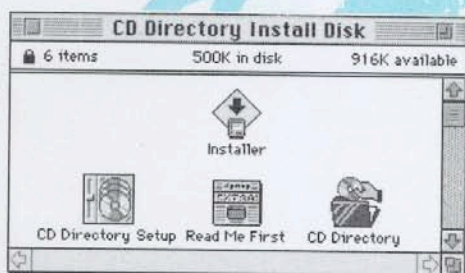 CD Directory Install Disk
6 items 500K in disk 916K available
Installer
EXTRA!
CD Directory Setup Read Me First CD Directory